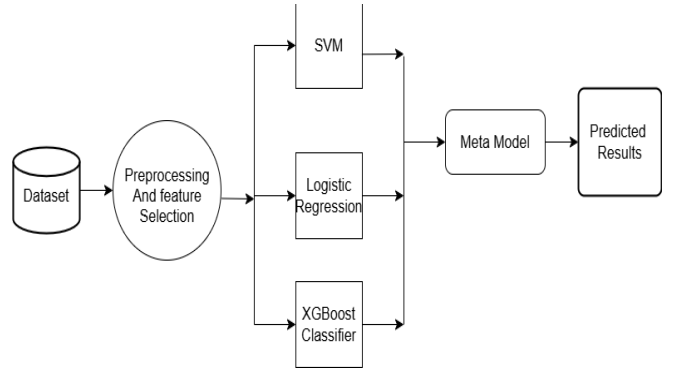 Dataset
Preprocessing
And feature
Selection
SVM
Logistic
Regression
XGBoost
Classifier
Meta Model
Predicted
Results